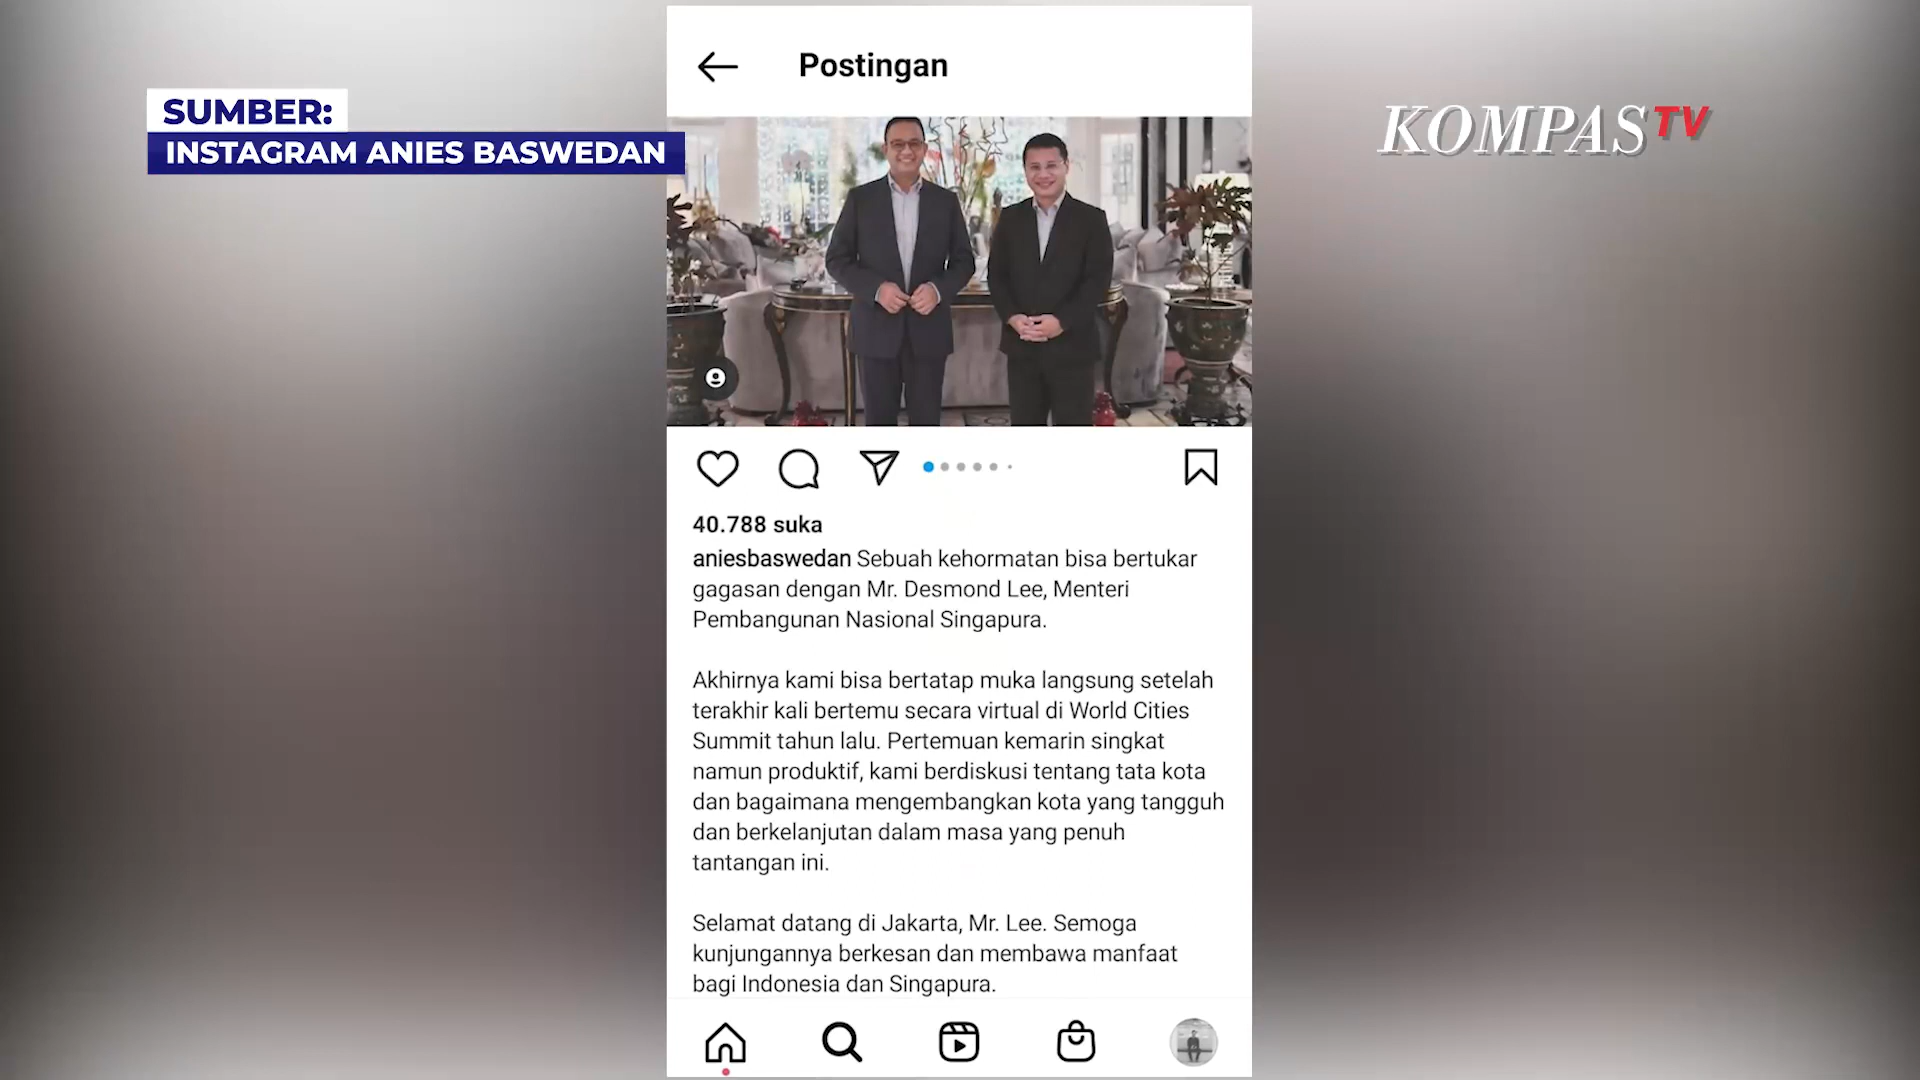 SUMBER:
INSTAGRAM ANIES BASWEDAN
KOMPAS TV
Postingan
40.788 suka
aniesbaswedan Sebuah kehormatan bisa bertukar
gagasan dengan Mr. Desmond Lee, Menteri
Pembangunan Nasional Singapura.
Akhirnya kami bisa bertatap muka langsung setelah
terakhir kali bertemu secara virtual di World Cities
Summit tahun lalu. Pertemuan kemarin singkat
namun produktif, kami berdiskusi tentang tata kota
dan bagaimana mengembangkan kota yang tangguh
dan berkelanjutan dalam masa yang penuh
tantangan ini.
Selamat datang di Jakarta, Mr. Lee. Semoga
kunjungannya berkesan dan membawa manfaat
bagi Indonesia dan Singapura.